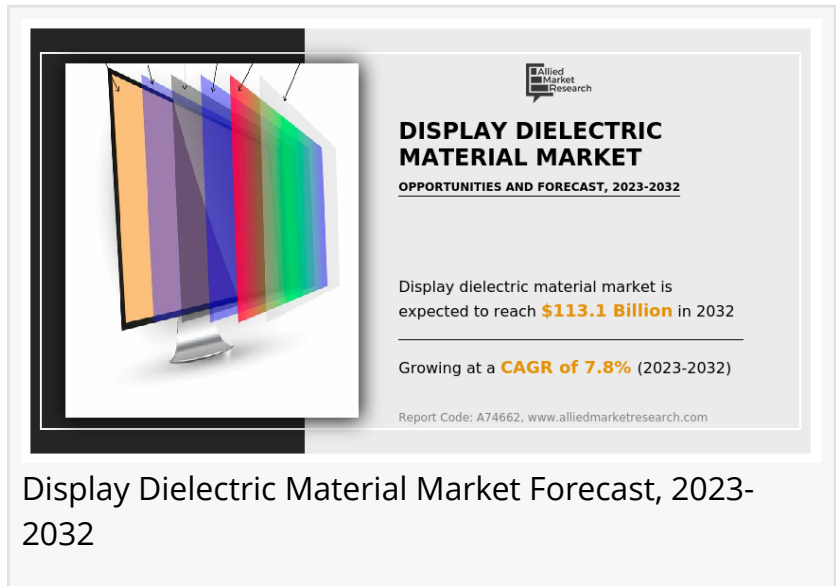 Allied
Market
Research
DISPLAY DIELECTRIC
MATERIAL MARKET
OPPORTUNITIES AND FORECAST, 2023-2032
Display dielectric material market is
expected to reach $113.1 Billion in 2032
Growing at a CAGR of 7.8% (2023-2032)
Report Code: A74662, www.alliedmarketresearch.com
Display Dielectric Material Market Forecast, 2023-
2032